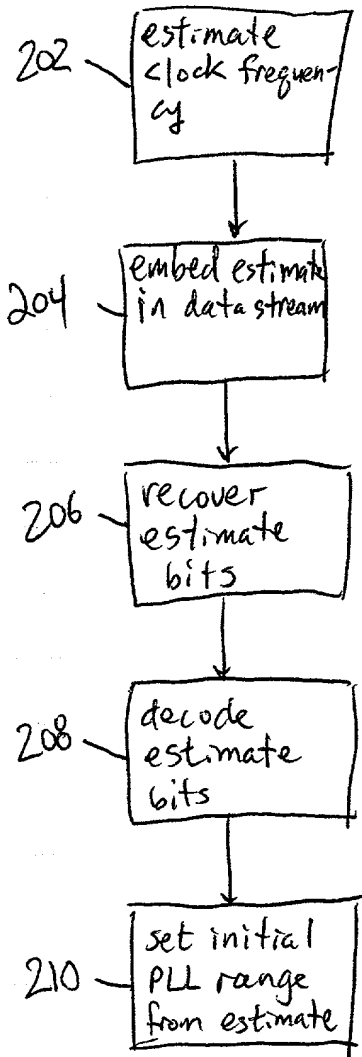 202
estimate
clock frequen-
cy
204
embed estimate
in data stream
206
recover
estimate
bits
208
decode
estimate
bits
210
set initial
PLL range
from estimate